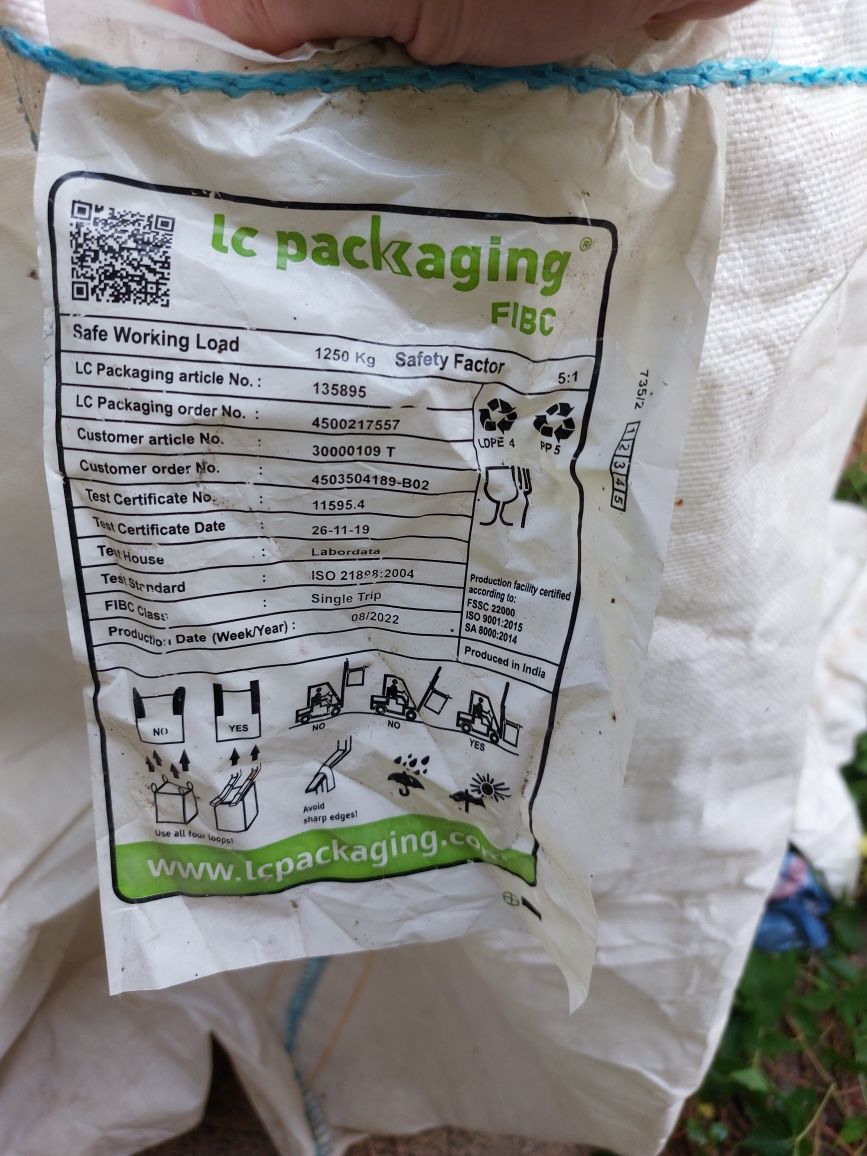 lc packaging®
FIBC
Safe Working Load 1250 Kg Safety Factor 5:1
LC Packaging article No. : 135895
LC Packaging order No. : 4500217557
Customer article No. : 30000109 T
Customer order No. : 4503504189-B02
Test Certificate No. : 11595.4
Test Certificate Date : 26-11-19
Test House : Labordata
Test Standard : ISO 21898:2004
FIBC Class : Single Trip
Production Date (Week/Year) : 08/2022
LDPE 4 PP 5
Production facility certified
according to:
FSSC 22000
ISO 9001:2015
SA 8000:2014
Produced in India
735/2 1 2 3 4 5
NO YES NO NO YES
Use all four loops!
Avoid
sharp edges!
www.lcpackaging.com